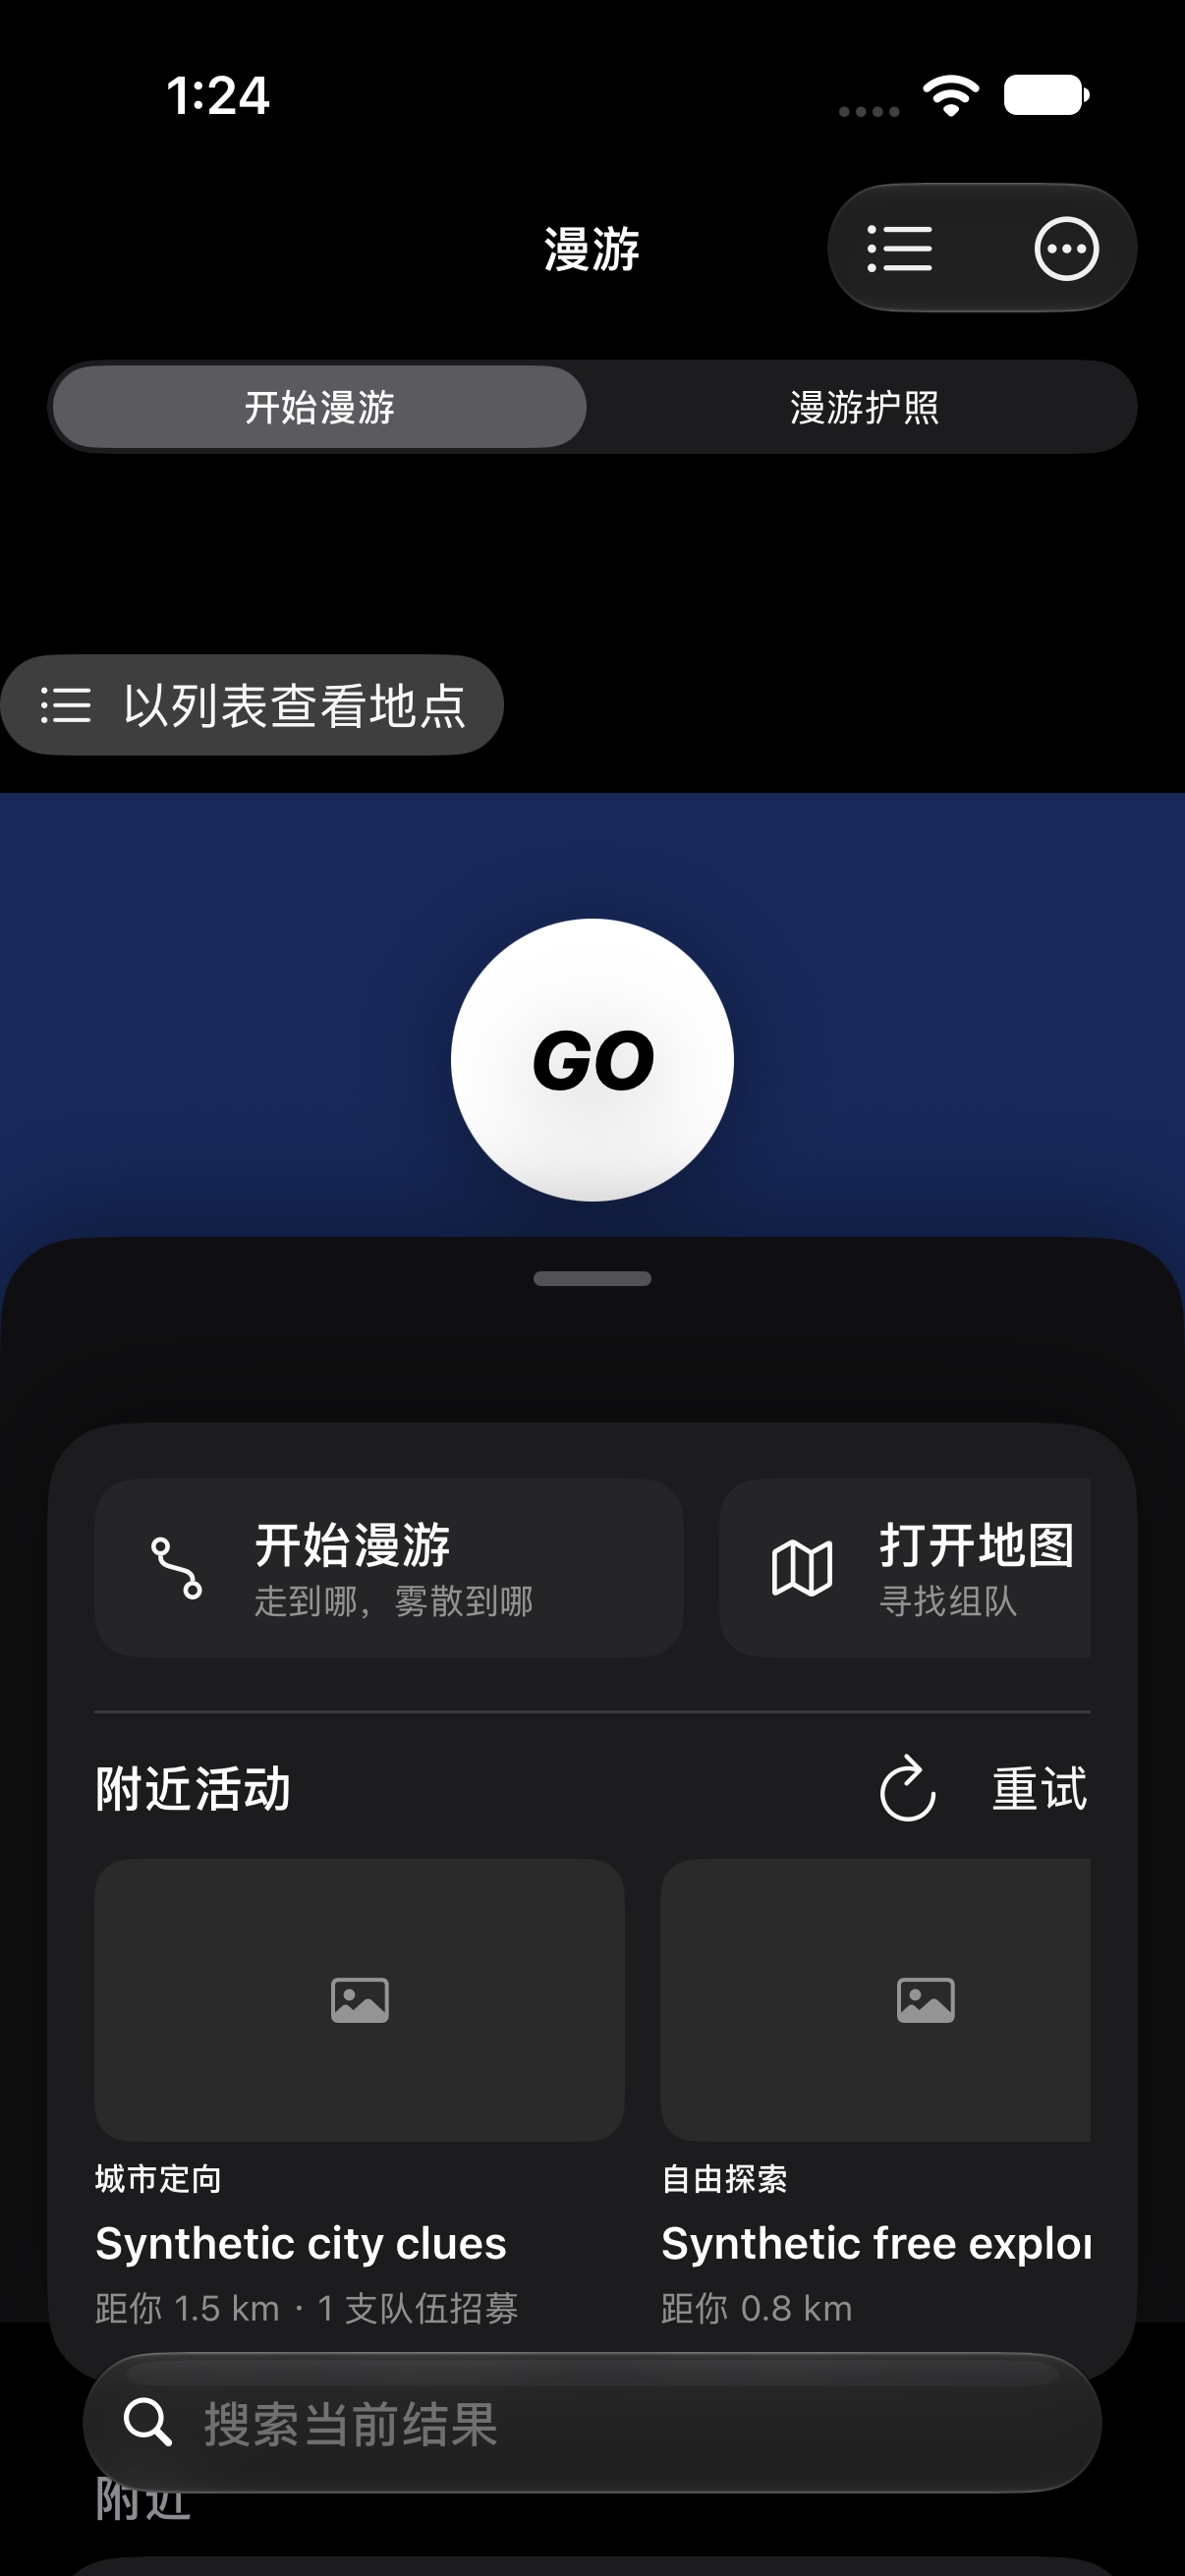 1:24
漫游
开始漫游
漫游护照
以列表查看地点
GO
开始漫游
走到哪，雾散到哪
打开地图
寻找组队
附近活动
重试
城市定向
自由探索
Synthetic city clues
Synthetic free explor
距你 1.5 km · 1 支队伍招募
距你 0.8 km
搜索当前结果
附近